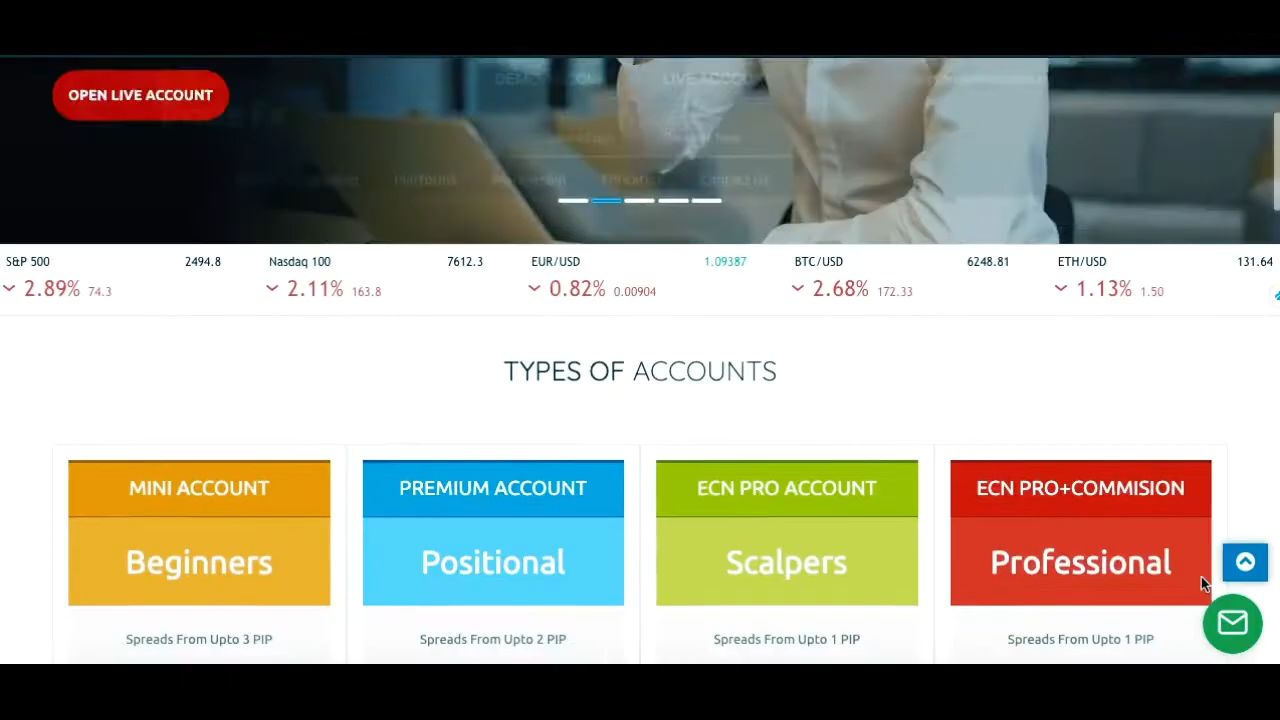 OPEN LIVE ACCOUNT
S&P 500 2494.8 Nasdaq 100 7612.3 EUR/USD 1.09387 BTC/USD 6248.81 ETH/USD 131.64
2.89% 74.3 2.11% 163.8 0.82% 0.00904 2.68% 172.33 1.13% 1.50
TYPES OF ACCOUNTS
MINI ACCOUNT PREMIUM ACCOUNT ECN PRO ACCOUNT ECN PRO+COMMISION
Beginners Positional Scalpers Professional
Spreads From Upto 3 PIP Spreads From Upto 2 PIP Spreads From Upto 1 PIP Spreads From Upto 1 PIP